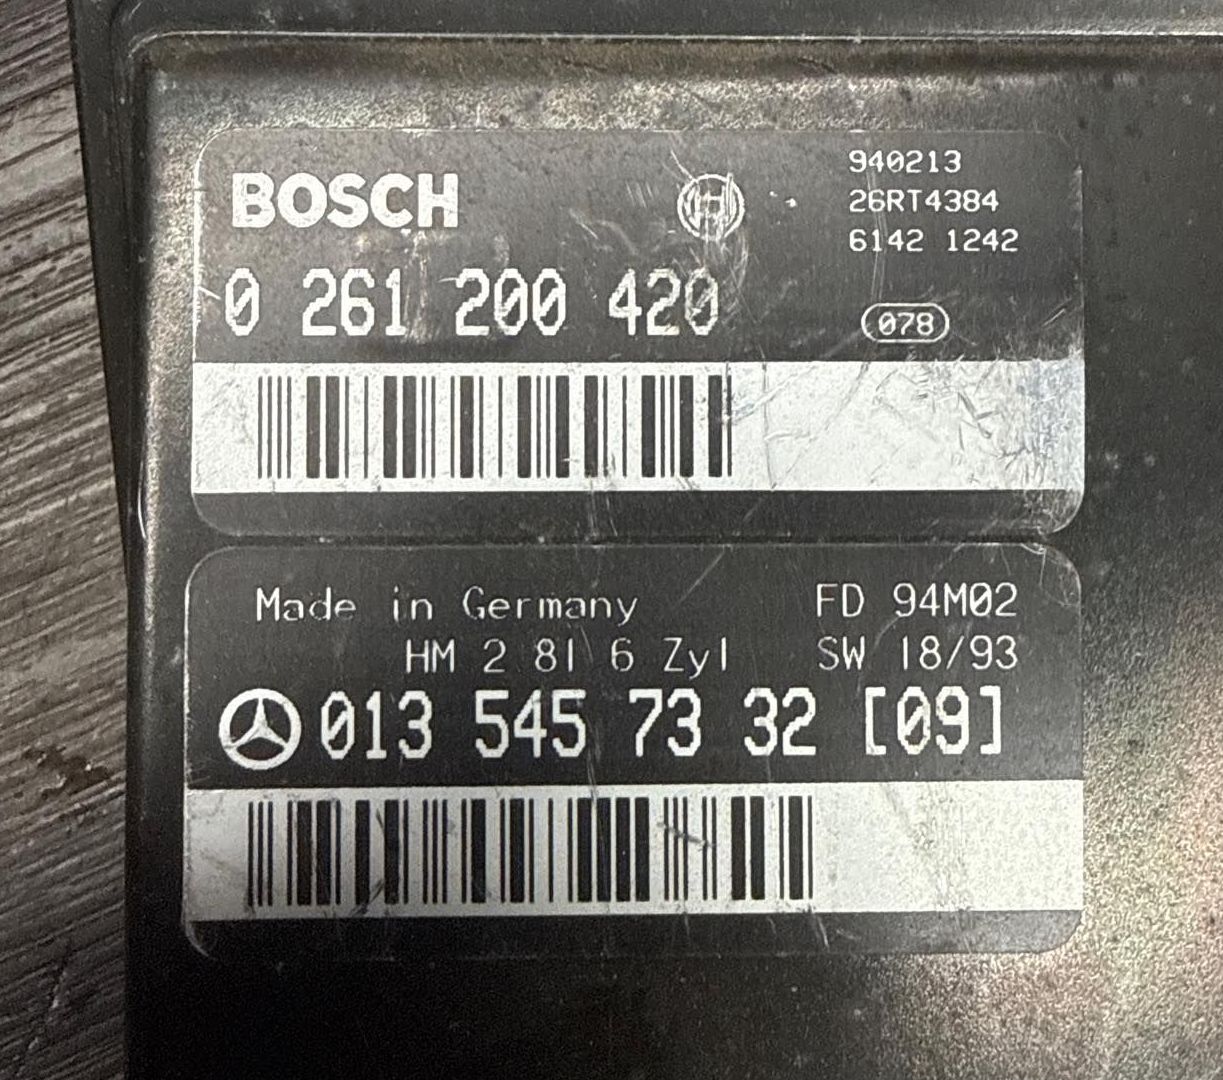 BOSCH
940213
26RT4384
6142 1242
0 261 200 420
078
Made in Germany FD 94M02
HM 2.8l 6 Zyl SW 18/93
013 545 73 32 [09]